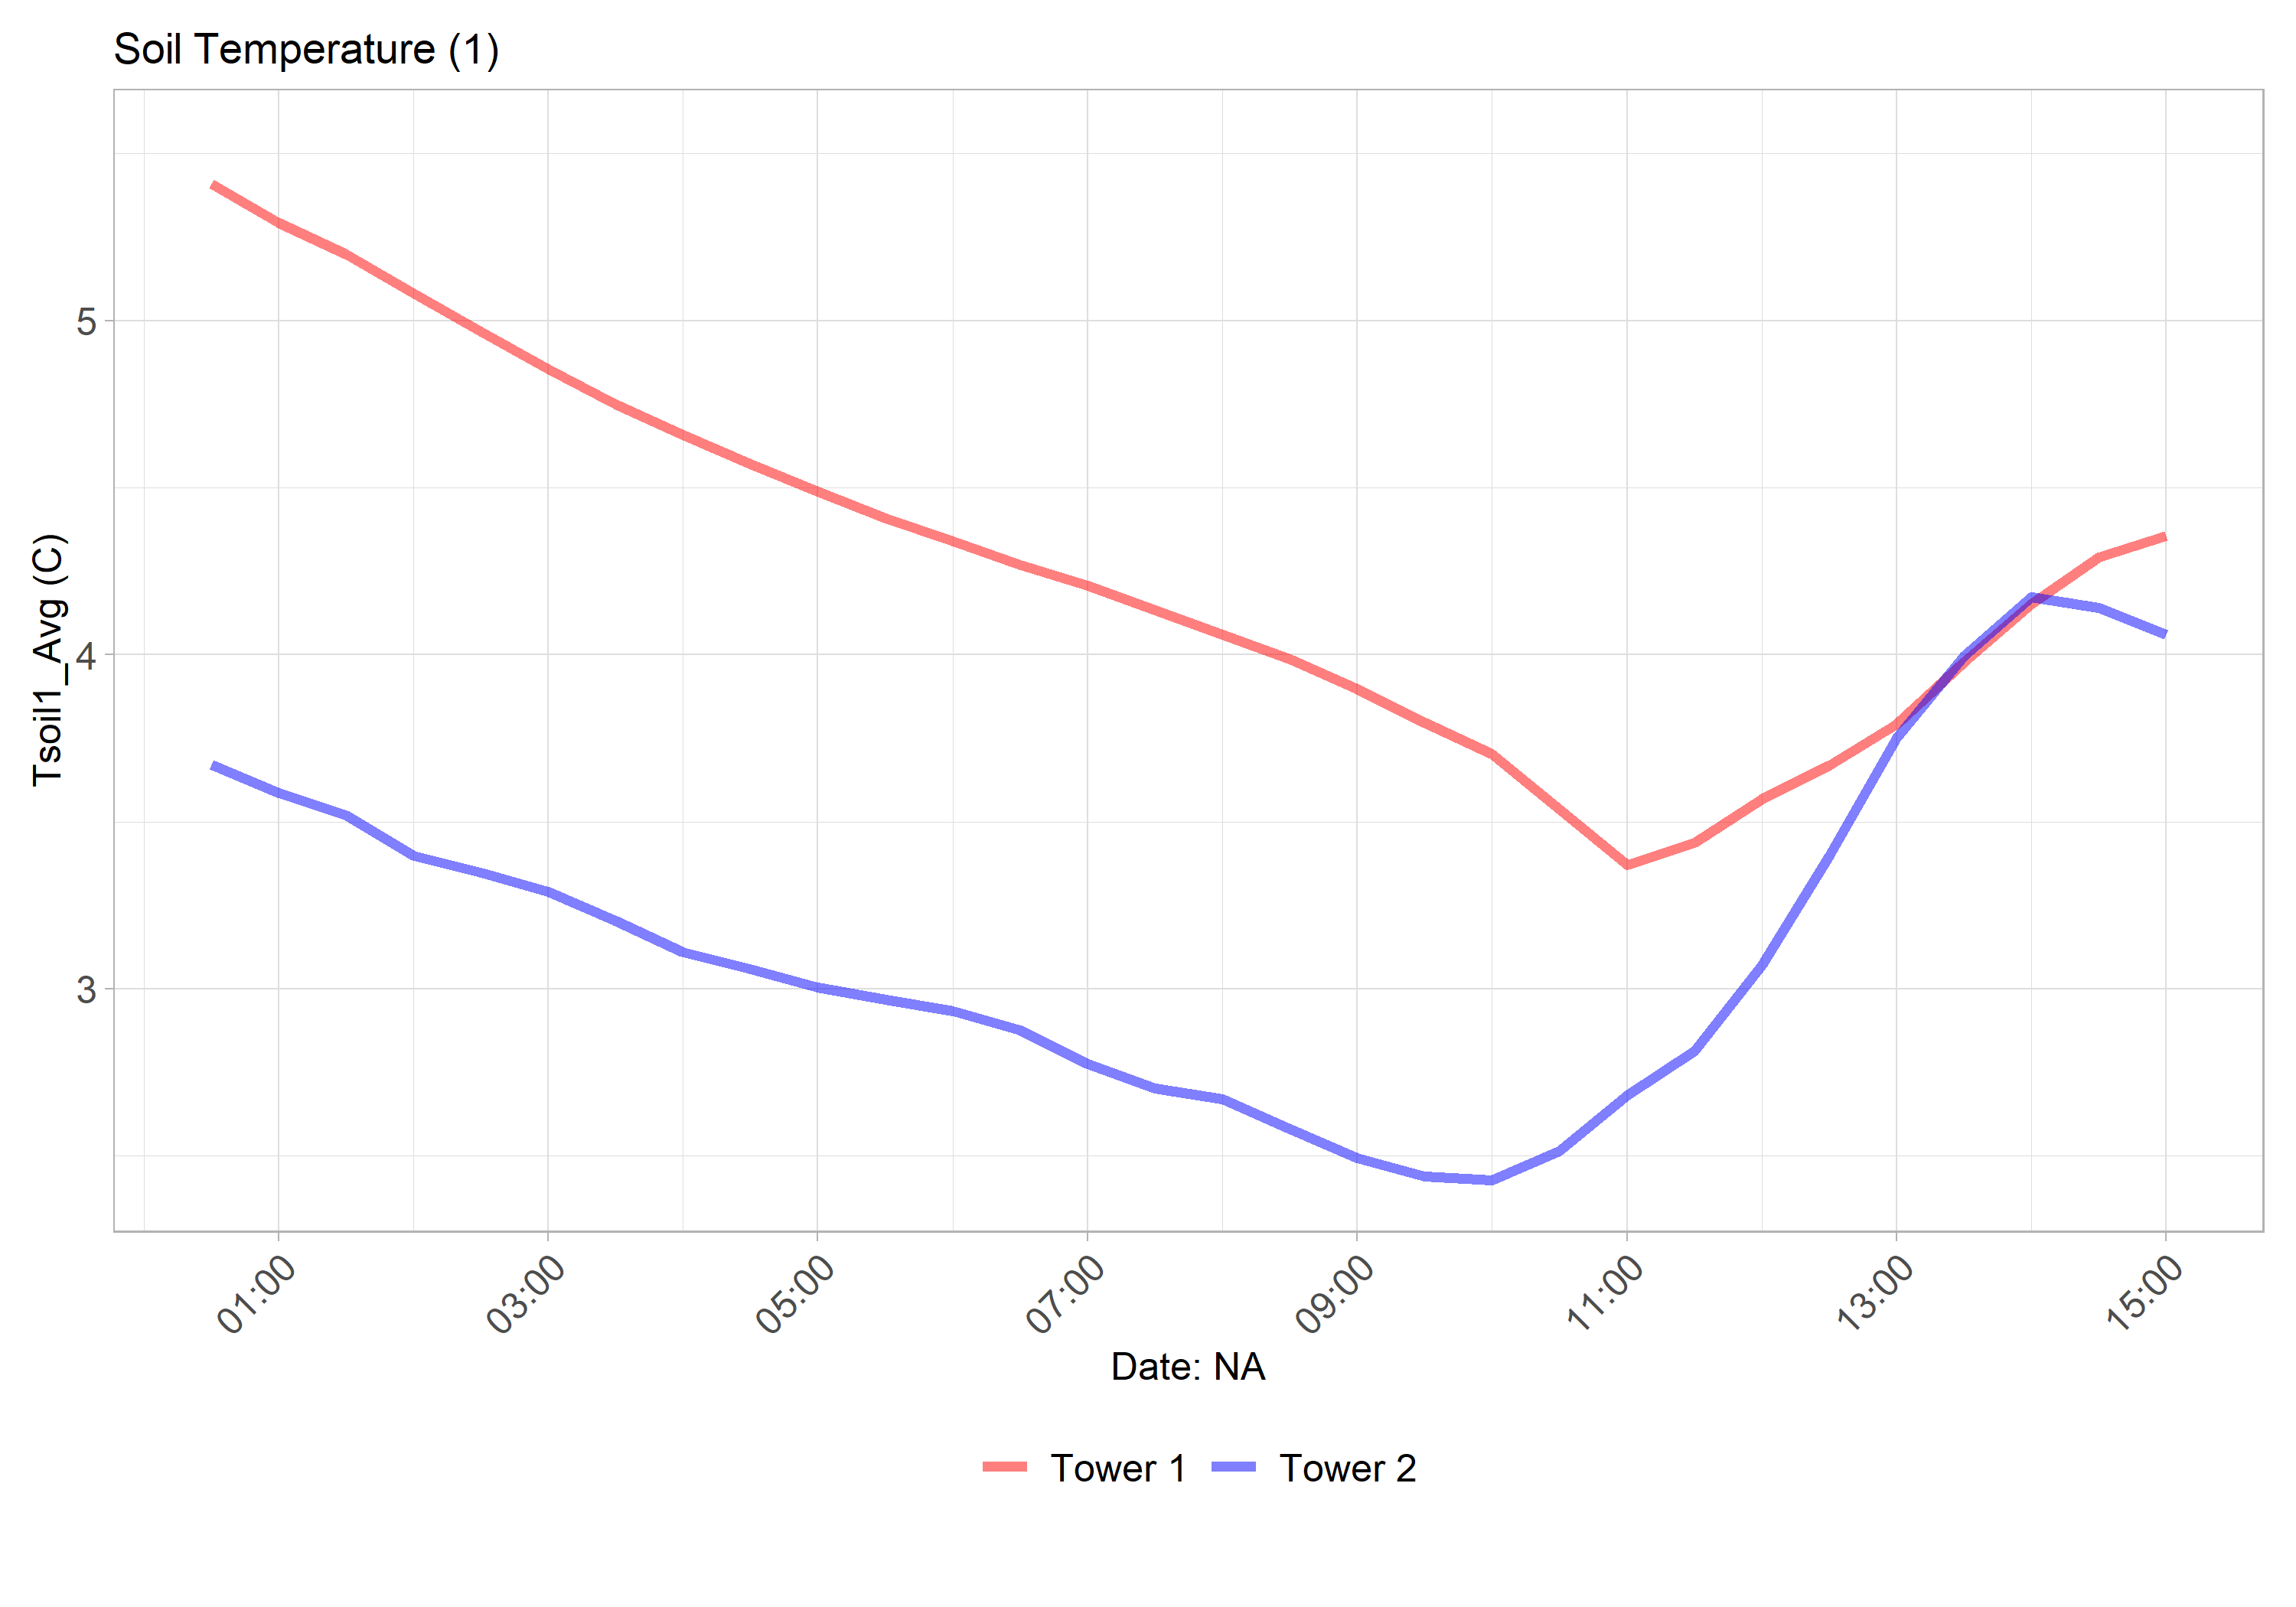 Soil Temperature (1)
Tsoil1_Avg (C)
5
4
3
01:00
03:00
05:00
07:00
09:00
11:00
13:00
15:00
Date: NA
Tower 1
Tower 2